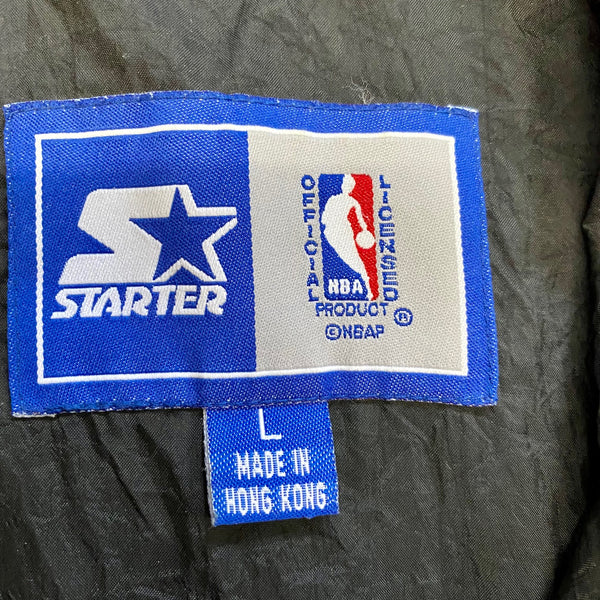 STARTER
OFFICIAL
LICENSED
NBA
PRODUCT ®
©NBAP
L
MADE IN
HONG KONG